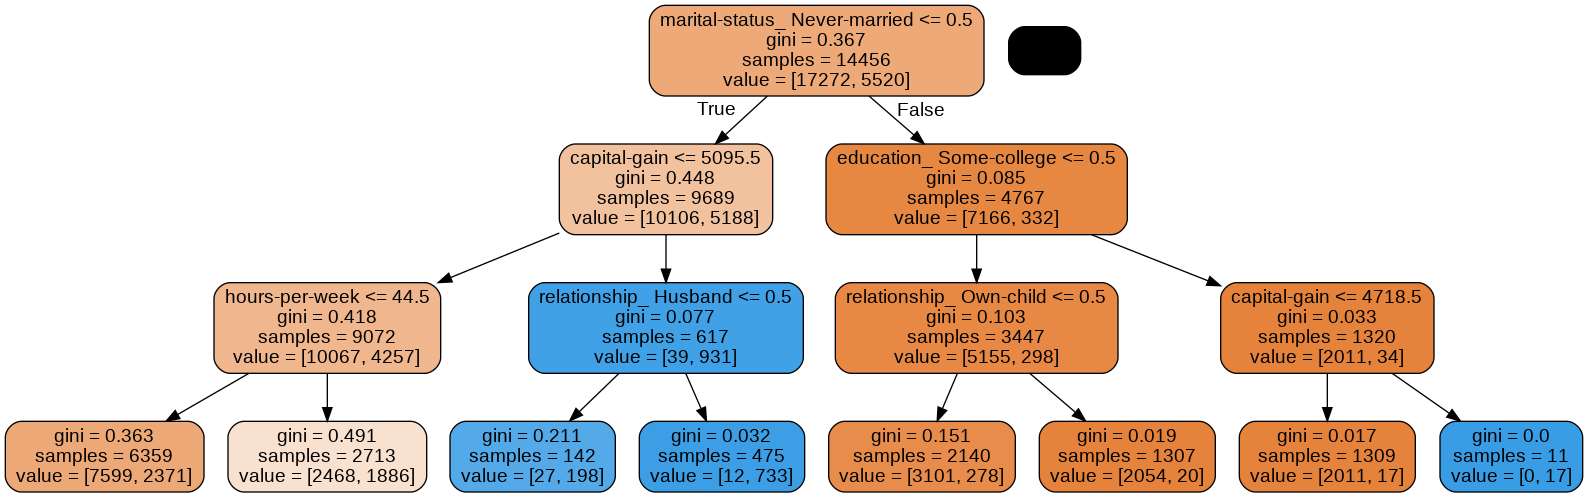 marital-status_ Never-married <= 0.5
gini = 0.367
samples = 14456
value = [17272, 5520]
True
False
capital-gain <= 5095.5
gini = 0.448
samples = 9689
value = [10106, 5188]
education_ Some-college <= 0.5
gini = 0.085
samples = 4767
value = [7166, 332]
hours-per-week <= 44.5
gini = 0.418
samples = 9072
value = [10067, 4257]
relationship_ Husband <= 0.5
gini = 0.077
samples = 617
value = [39, 931]
relationship_ Own-child <= 0.5
gini = 0.103
samples = 3447
value = [5155, 298]
capital-gain <= 4718.5
gini = 0.033
samples = 1320
value = [2011, 34]
gini = 0.363
samples = 6359
value = [7599, 2371]
gini = 0.491
samples = 2713
value = [2468, 1886]
gini = 0.211
samples = 142
value = [27, 198]
gini = 0.032
samples = 475
value = [12, 733]
gini = 0.151
samples = 2140
value = [3101, 278]
gini = 0.019
samples = 1307
value = [2054, 20]
gini = 0.017
samples = 1309
value = [2011, 17]
gini = 0.0
samples = 11
value = [0, 17]